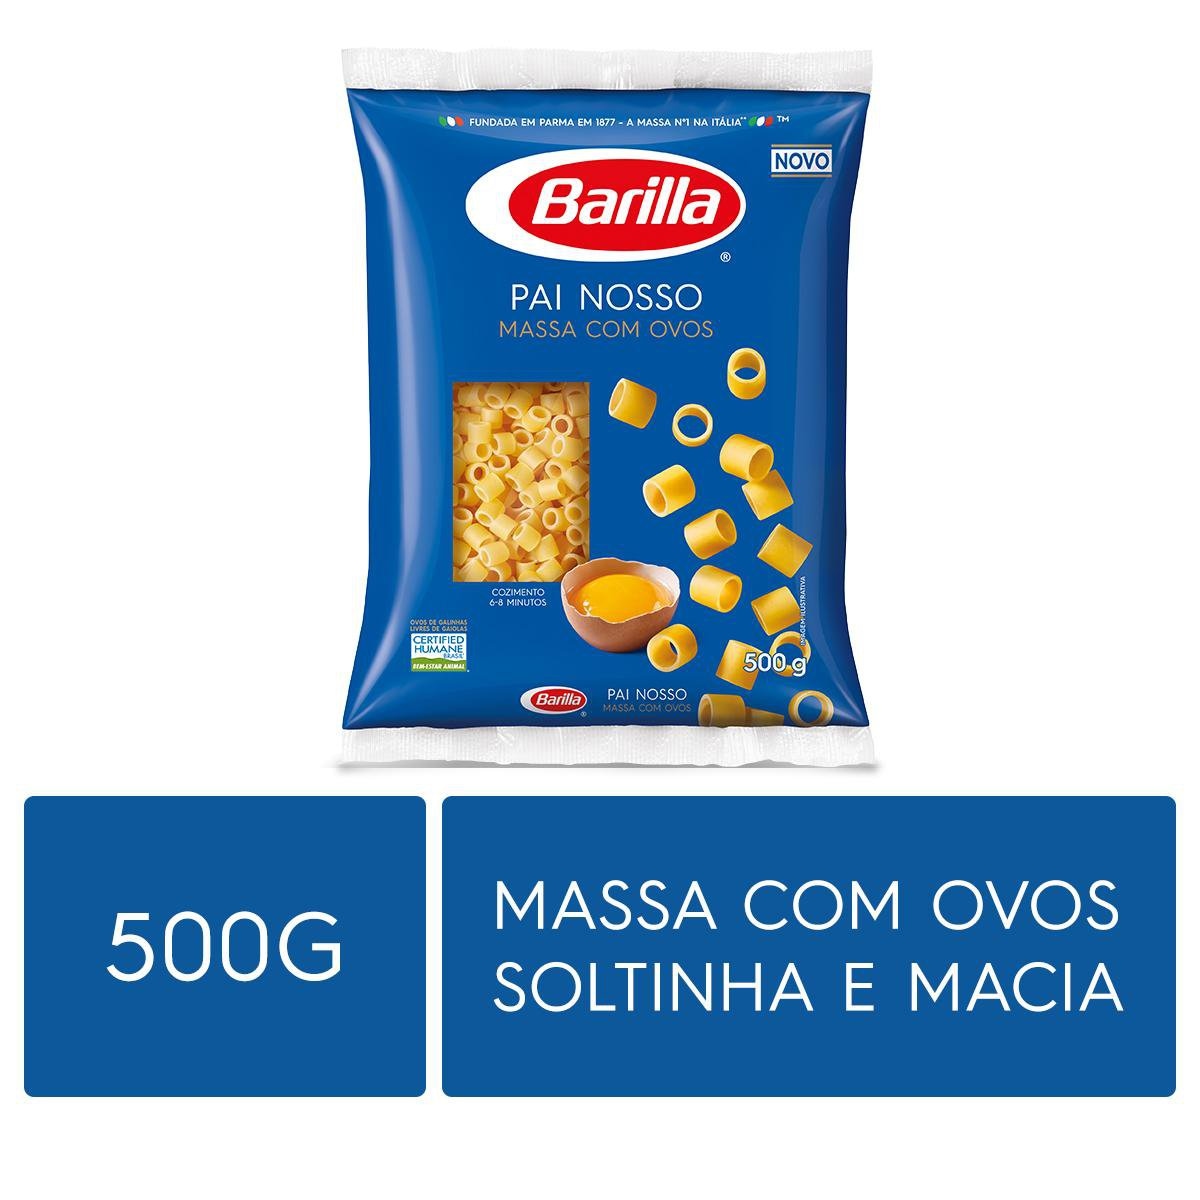 FUNDADA EM PARMA EM 1877 - A MASSA Nº1 NA ITÁLIA** ™
NOVO
Barilla
®
PAI NOSSO
MASSA COM OVOS
COZIMENTO
6-8 MINUTOS
OVOS DE GALINHAS
LIVRES DE GAIOLAS
CERTIFIED
HUMANE
BRASIL
BEM-ESTAR ANIMAL
IMAGEM ILUSTRATIVA
500 g
Barilla
®
PAI NOSSO
MASSA COM OVOS
500G
MASSA COM OVOS
SOLTINHA E MACIA